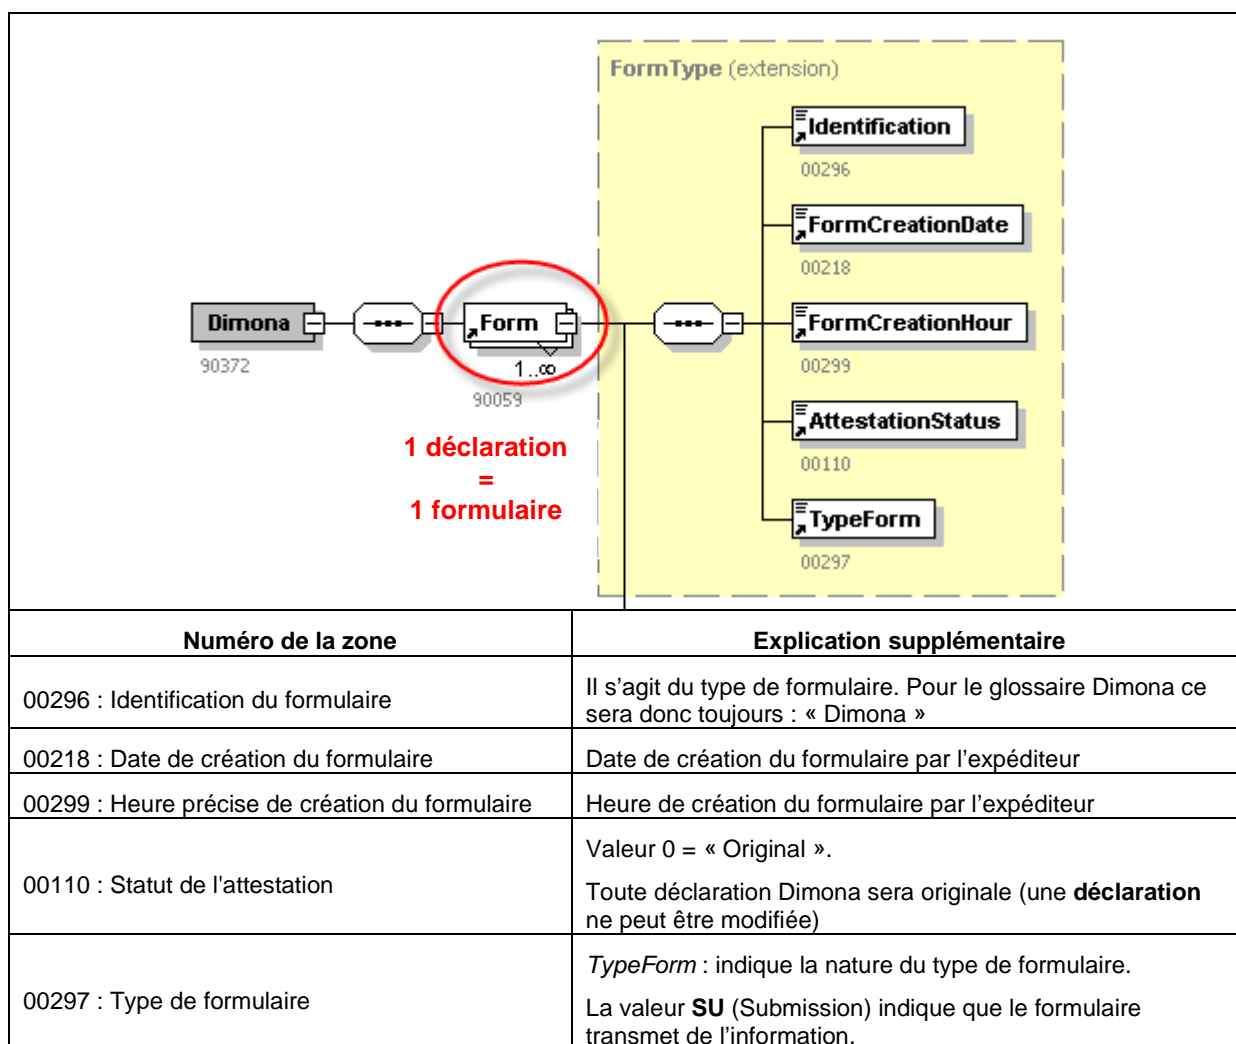 FormType (extension)
Identification
00296
FormCreationDate
00218
Dimona
90372
Form
1..∞
90059
FormCreationHour
00299
AttestationStatus
00110
TypeForm
00297
1 déclaration
=
1 formulaire
Numéro de la zone
Explication supplémentaire
00296 : Identification du formulaire
Il s’agit du type de formulaire. Pour le glossaire Dimona ce
sera donc toujours : « Dimona »
00218 : Date de création du formulaire
Date de création du formulaire par l’expéditeur
00299 : Heure précise de création du formulaire
Heure de création du formulaire par l’expéditeur
00110 : Statut de l'attestation
Valeur 0 = « Original ».
Toute déclaration Dimona sera originale (une déclaration
ne peut être modifiée)
00297 : Type de formulaire
TypeForm : indique la nature du type de formulaire.
La valeur SU (Submission) indique que le formulaire
transmet de l’information.